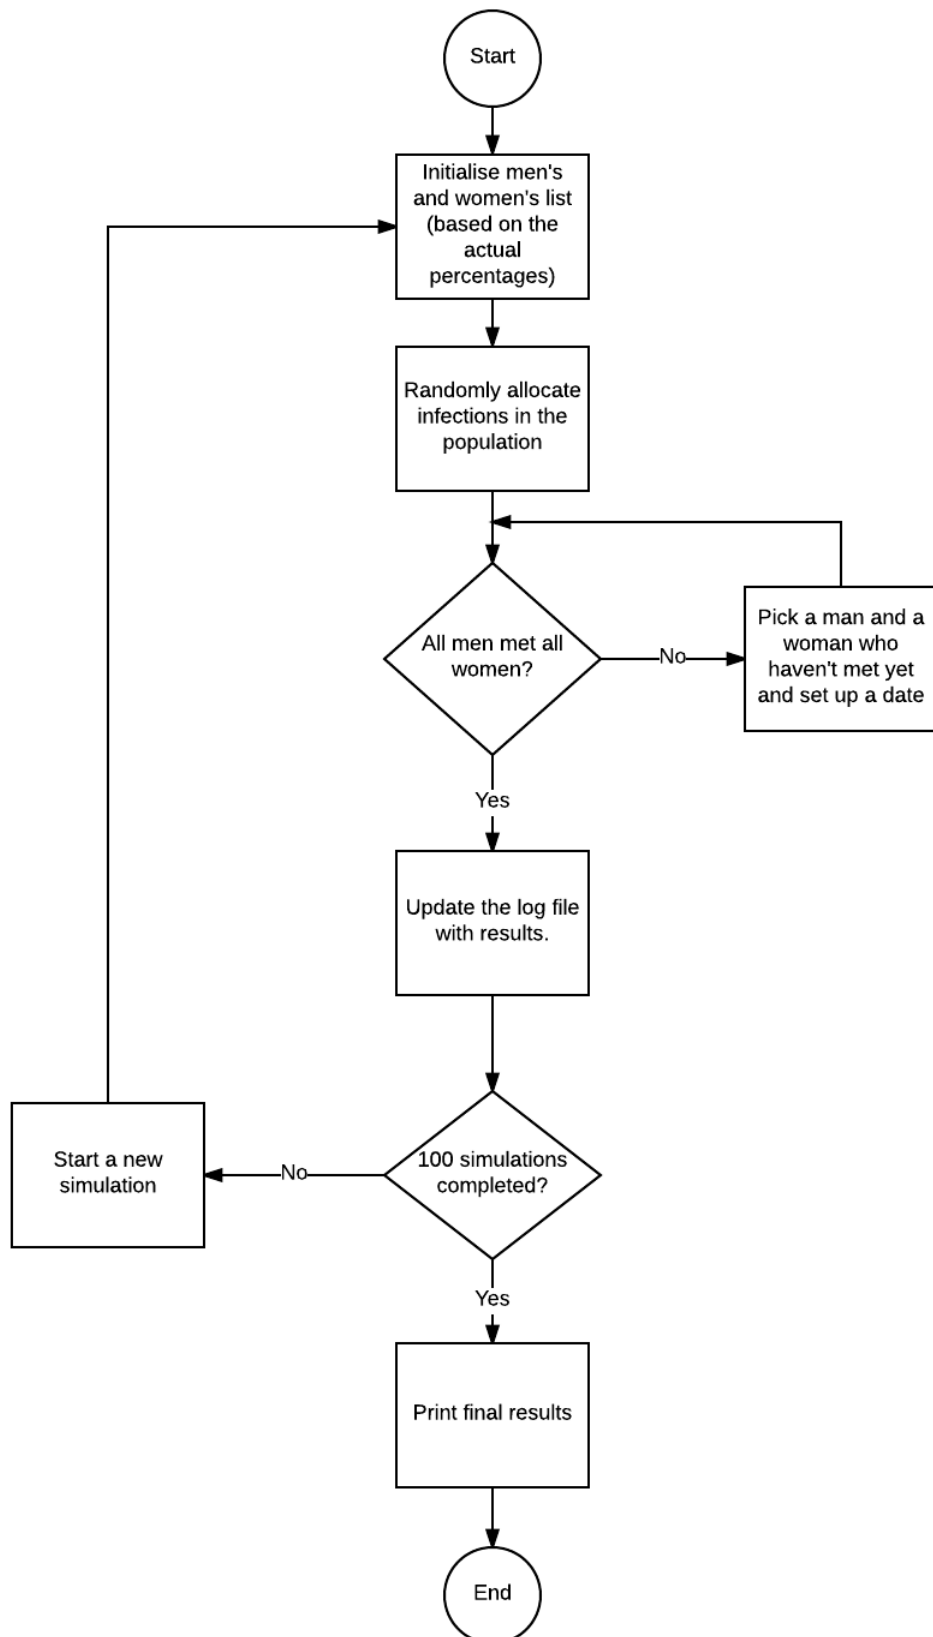 Start
Initialise men's
and women's list
(based on the
actual
percentages)
Randomly allocate
infections in the
population
All men met all
women?
No
Pick a man and a
woman who
haven't met yet
and set up a date
Yes
Update the log file
with results.
100 simulations
completed?
No
Start a new
simulation
Yes
Print final results
End